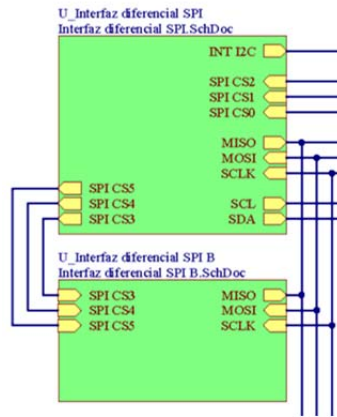 U_Interfaz diferencial SPI
Interfaz diferencial SPI.SchDoc
INT I2C
SPI CS2
SPI CS1
SPI CS0
MISO
MOSI
SCLK
SPI CS5
SPI CS4
SCL
SPI CS3
SDA
U_Interfaz diferencial SPI B
Interfaz diferencial SPI B.SchDoc
SPI CS3
MISO
SPI CS4
MOSI
SPI CS5
SCLK